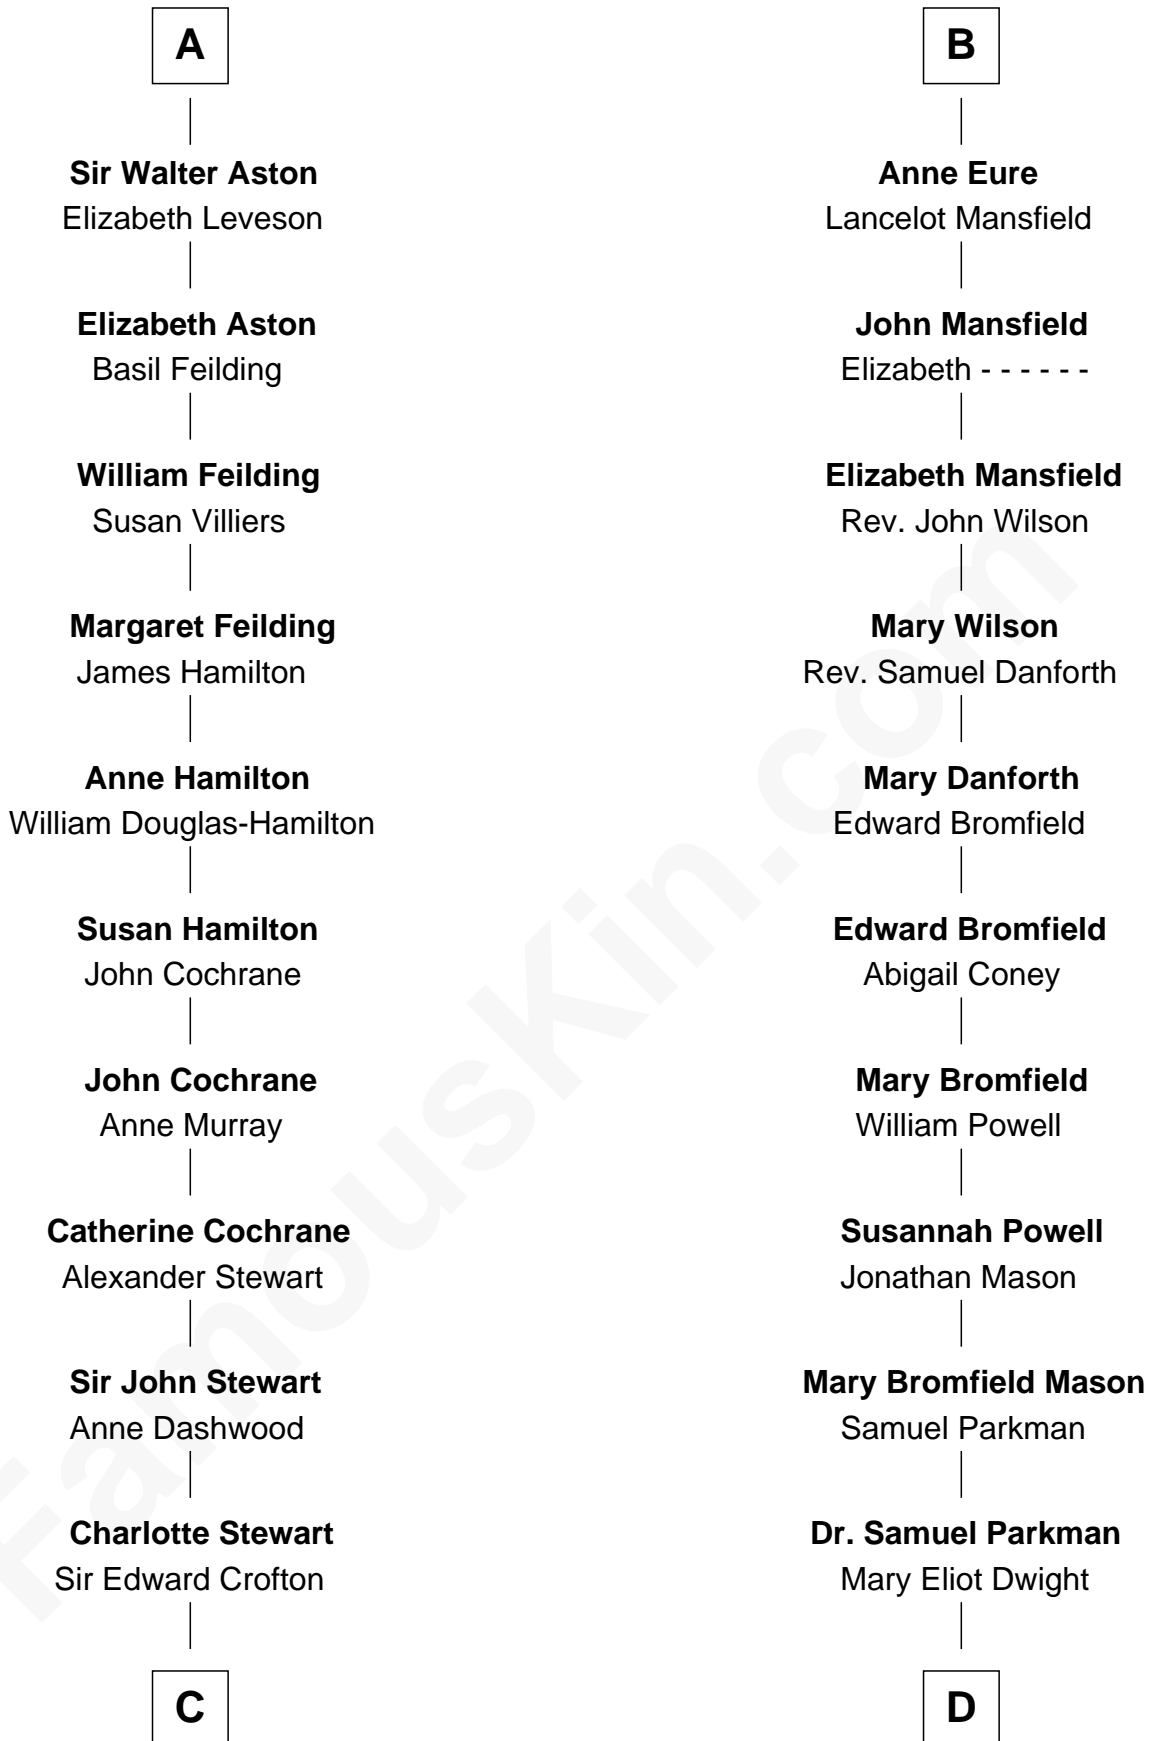 A
Sir Walter Aston
Elizabeth Leveson
Elizabeth Aston
Basil Feilding
William Feilding
Susan Villiers
Margaret Feilding
James Hamilton
Anne Hamilton
William Douglas-Hamilton
Susan Hamilton
John Cochrane
John Cochrane
Anne Murray
Catherine Cochrane
Alexander Stewart
Sir John Stewart
Anne Dashwood
Charlotte Stewart
Sir Edward Crofton
C
B
Anne Eure
Lancelot Mansfield
John Mansfield
Elizabeth - - - - - -
Elizabeth Mansfield
Rev. John Wilson
Mary Wilson
Rev. Samuel Danforth
Mary Danforth
Edward Bromfield
Edward Bromfield
Abigail Coney
Mary Bromfield
William Powell
Susannah Powell
Jonathan Mason
Mary Bromfield Mason
Samuel Parkman
Dr. Samuel Parkman
Mary Eliot Dwight
D
FamousKin.com